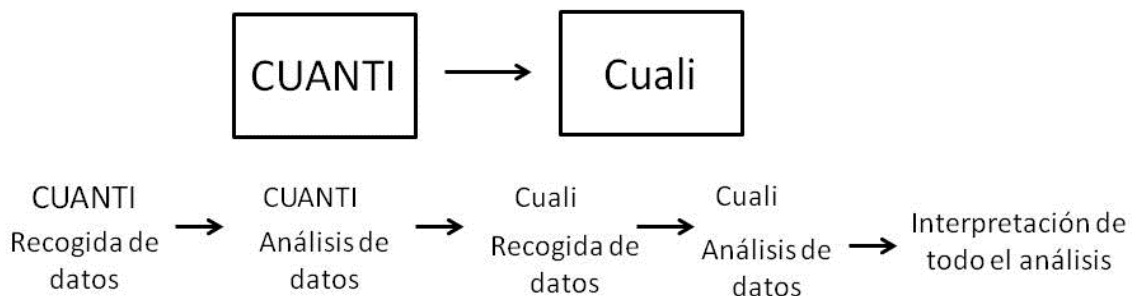 CUANTI
Cuali
CUANTI
Recogida de
datos
CUANTI
Análisis de
datos
Cuali
Recogida de
datos
Cuali
Análisis de
datos
Interpretación de
todo el análisis